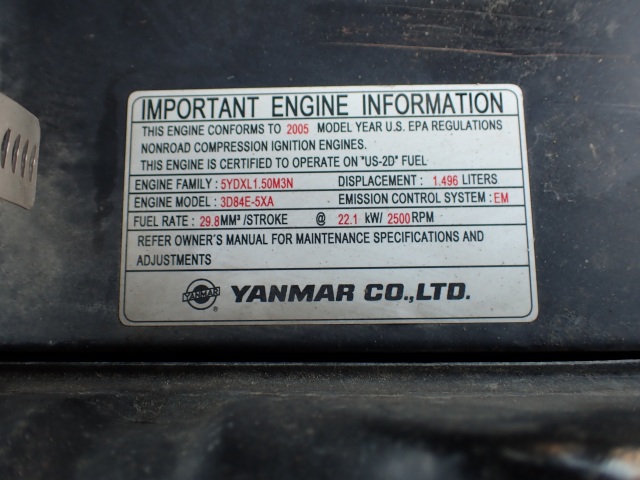 IMPORTANT ENGINE INFORMATION
THIS ENGINE CONFORMS TO 2005 MODEL YEAR U.S. EPA REGULATIONS
NONROAD COMPRESSION IGNITION ENGINES.
THIS ENGINE IS CERTIFIED TO OPERATE ON "US-2D" FUEL
ENGINE FAMILY : 5YDXL1.50M3N DISPLACEMENT : 1.496 LITERS
ENGINE MODEL : 3D84E-5XA EMISSION CONTROL SYSTEM : EM
FUEL RATE : 29.8MM³ /STROKE @ 22.1 kW/ 2500RPM
REFER OWNER'S MANUAL FOR MAINTENANCE SPECIFICATIONS AND
ADJUSTMENTS
YANMAR YANMAR CO.,LTD.